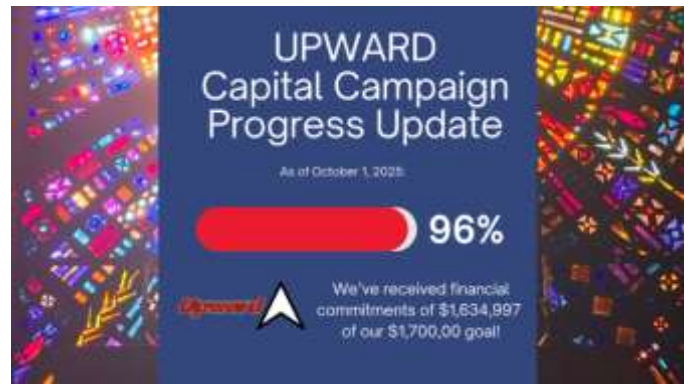 UPWARD
Capital Campaign
Progress Update
As of October 1, 2025:
96%
Upward
We've received financial
commitments of $1,634,997
of our $1,700,00 goal!